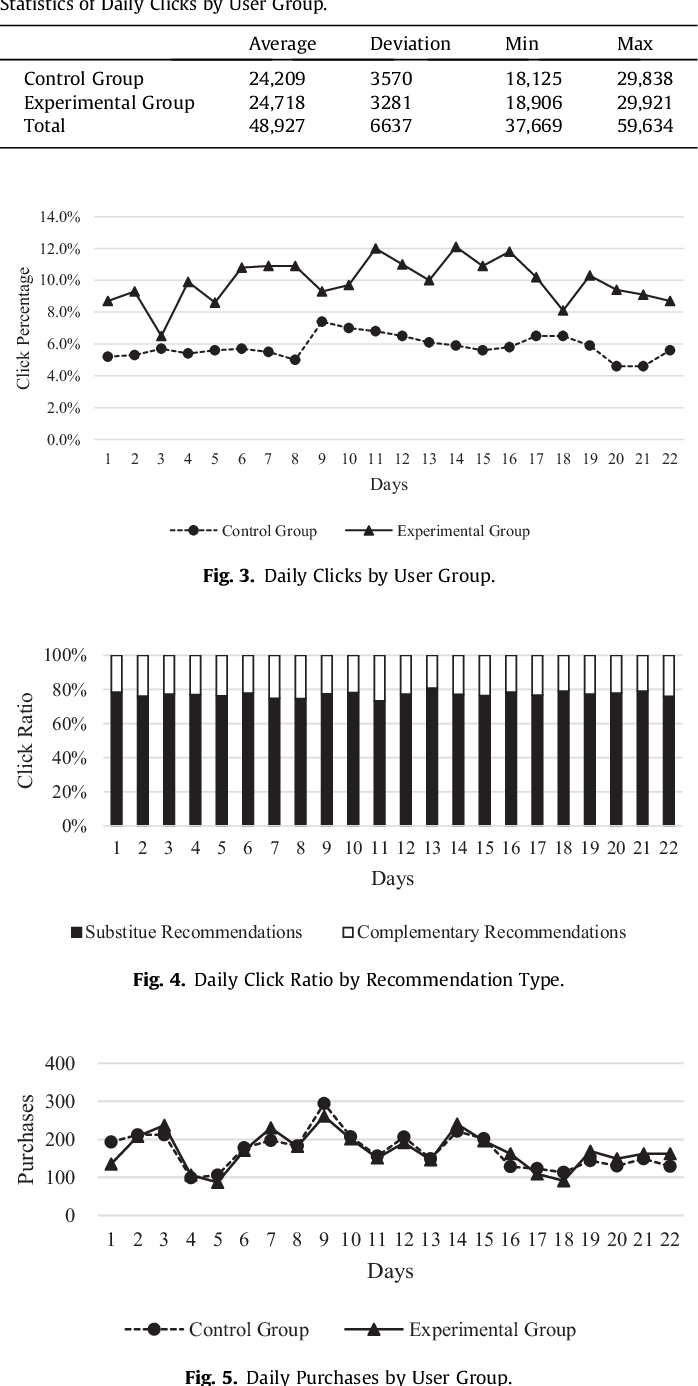 Statistics of Daily Clicks by User Group.
Average Deviation Min Max
Control Group 24,209 3570 18,125 29,838
Experimental Group 24,718 3281 18,906 29,921
Total 48,927 6637 37,669 59,634
14.0%
12.0%
10.0%
8.0%
6.0%
4.0%
2.0%
0.0%
Click Percentage
1 2 3 4 5 6 7 8 9 10 11 12 13 14 15 16 17 18 19 20 21 22
Days
Control Group Experimental Group
Fig. 3. Daily Clicks by User Group.
100%
80%
60%
40%
20%
0%
Click Ratio
1 2 3 4 5 6 7 8 9 10 11 12 13 14 15 16 17 18 19 20 21 22
Days
Substitue Recommendations Complementary Recommendations
Fig. 4. Daily Click Ratio by Recommendation Type.
400
300
200
100
0
Purchases
1 2 3 4 5 6 7 8 9 10 11 12 13 14 15 16 17 18 19 20 21 22
Days
Control Group Experimental Group
Fig. 5. Daily Purchases by User Group.